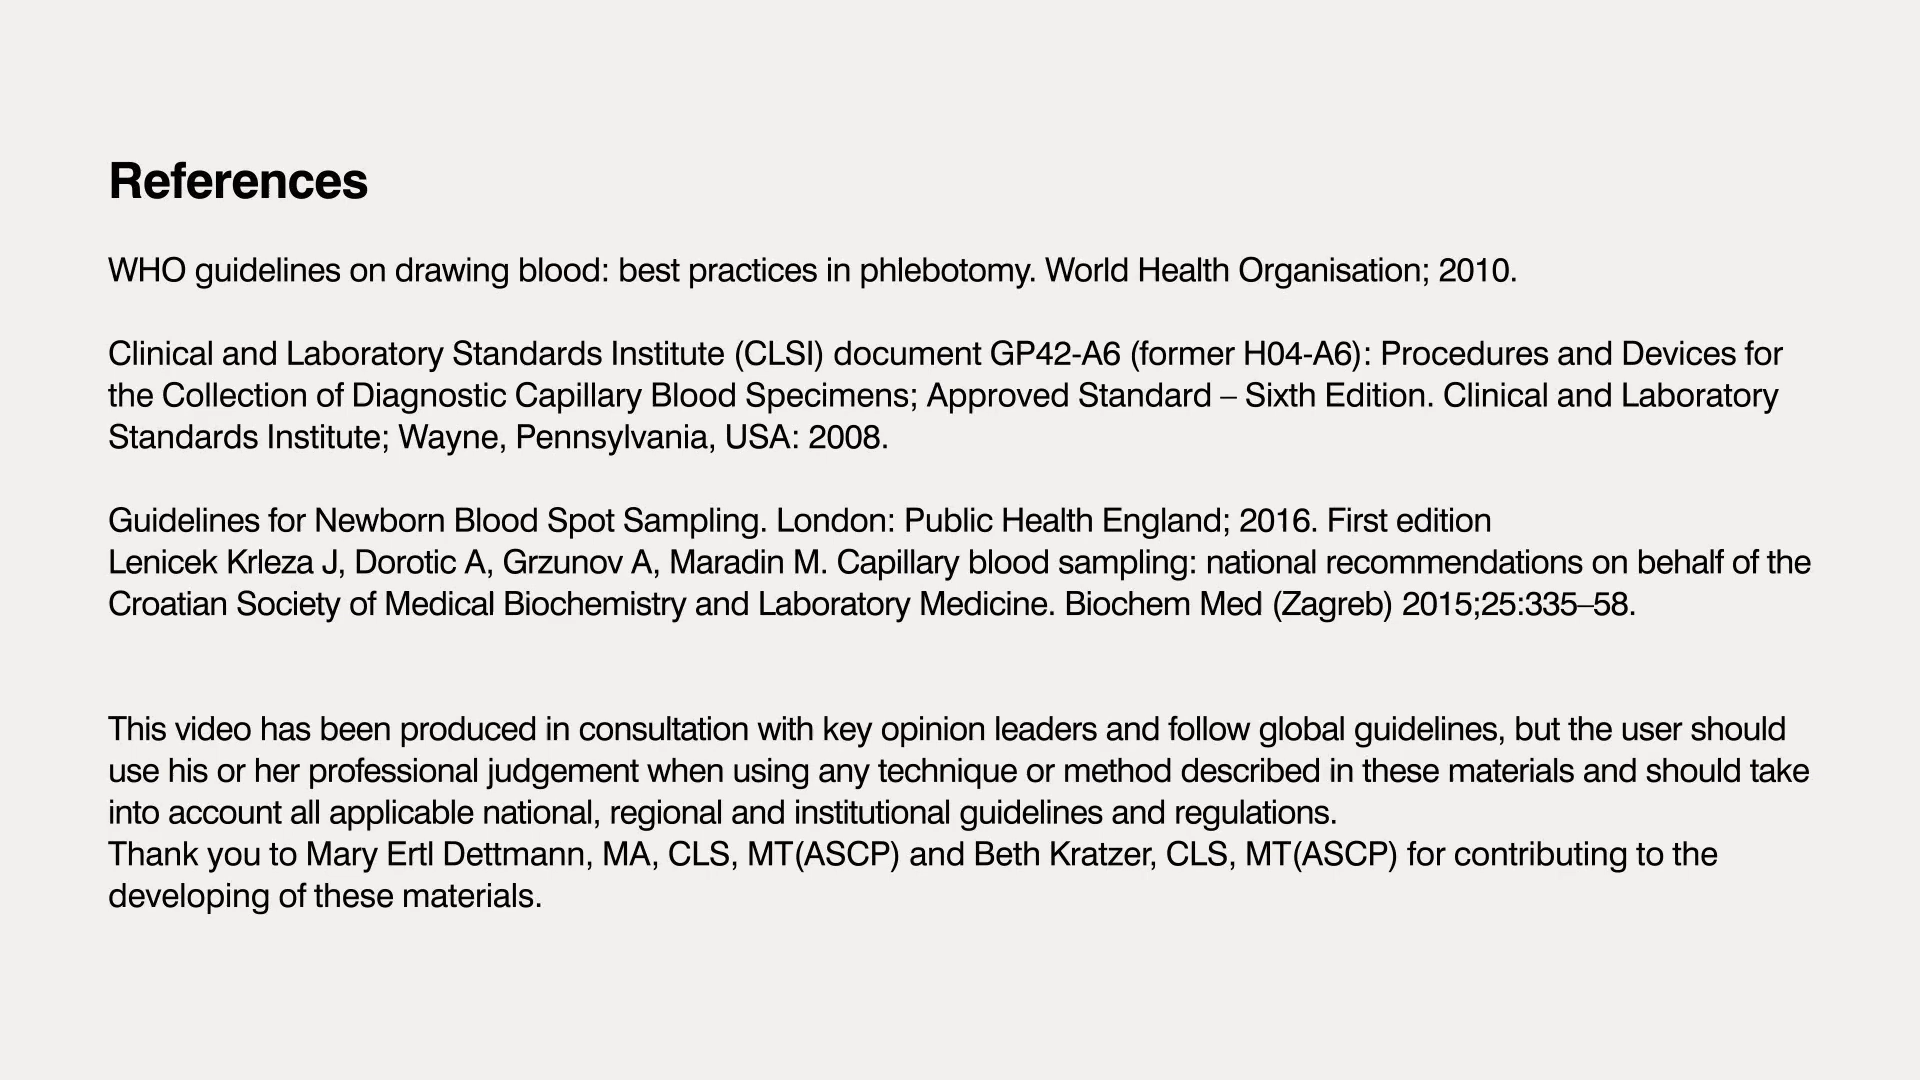 References
WHO guidelines on drawing blood: best practices in phlebotomy. World Health Organisation; 2010.
Clinical and Laboratory Standards Institute (CLSI) document GP42-A6 (former H04-A6): Procedures and Devices for
the Collection of Diagnostic Capillary Blood Specimens; Approved Standard – Sixth Edition. Clinical and Laboratory
Standards Institute; Wayne, Pennsylvania, USA: 2008.
Guidelines for Newborn Blood Spot Sampling. London: Public Health England; 2016. First edition
Lenicek Krleza J, Dorotic A, Grzunov A, Maradin M. Capillary blood sampling: national recommendations on behalf of the
Croatian Society of Medical Biochemistry and Laboratory Medicine. Biochem Med (Zagreb) 2015;25:335–58.
This video has been produced in consultation with key opinion leaders and follow global guidelines, but the user should
use his or her professional judgement when using any technique or method described in these materials and should take
into account all applicable national, regional and institutional guidelines and regulations.
Thank you to Mary Ertl Dettmann, MA, CLS, MT(ASCP) and Beth Kratzer, CLS, MT(ASCP) for contributing to the
developing of these materials.